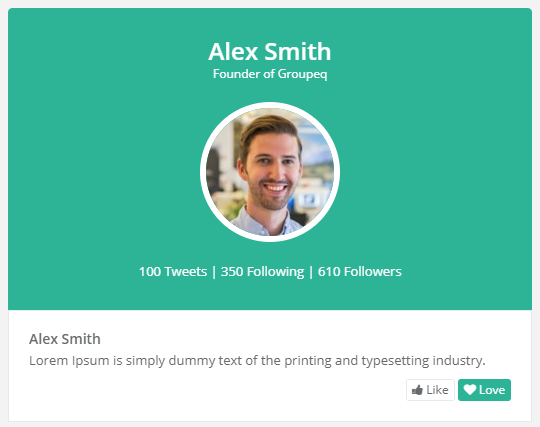 Alex Smith
Founder of Groupeq
100 Tweets | 350 Following | 610 Followers
Alex Smith
Lorem Ipsum is simply dummy text of the printing and typesetting industry.
Like Love